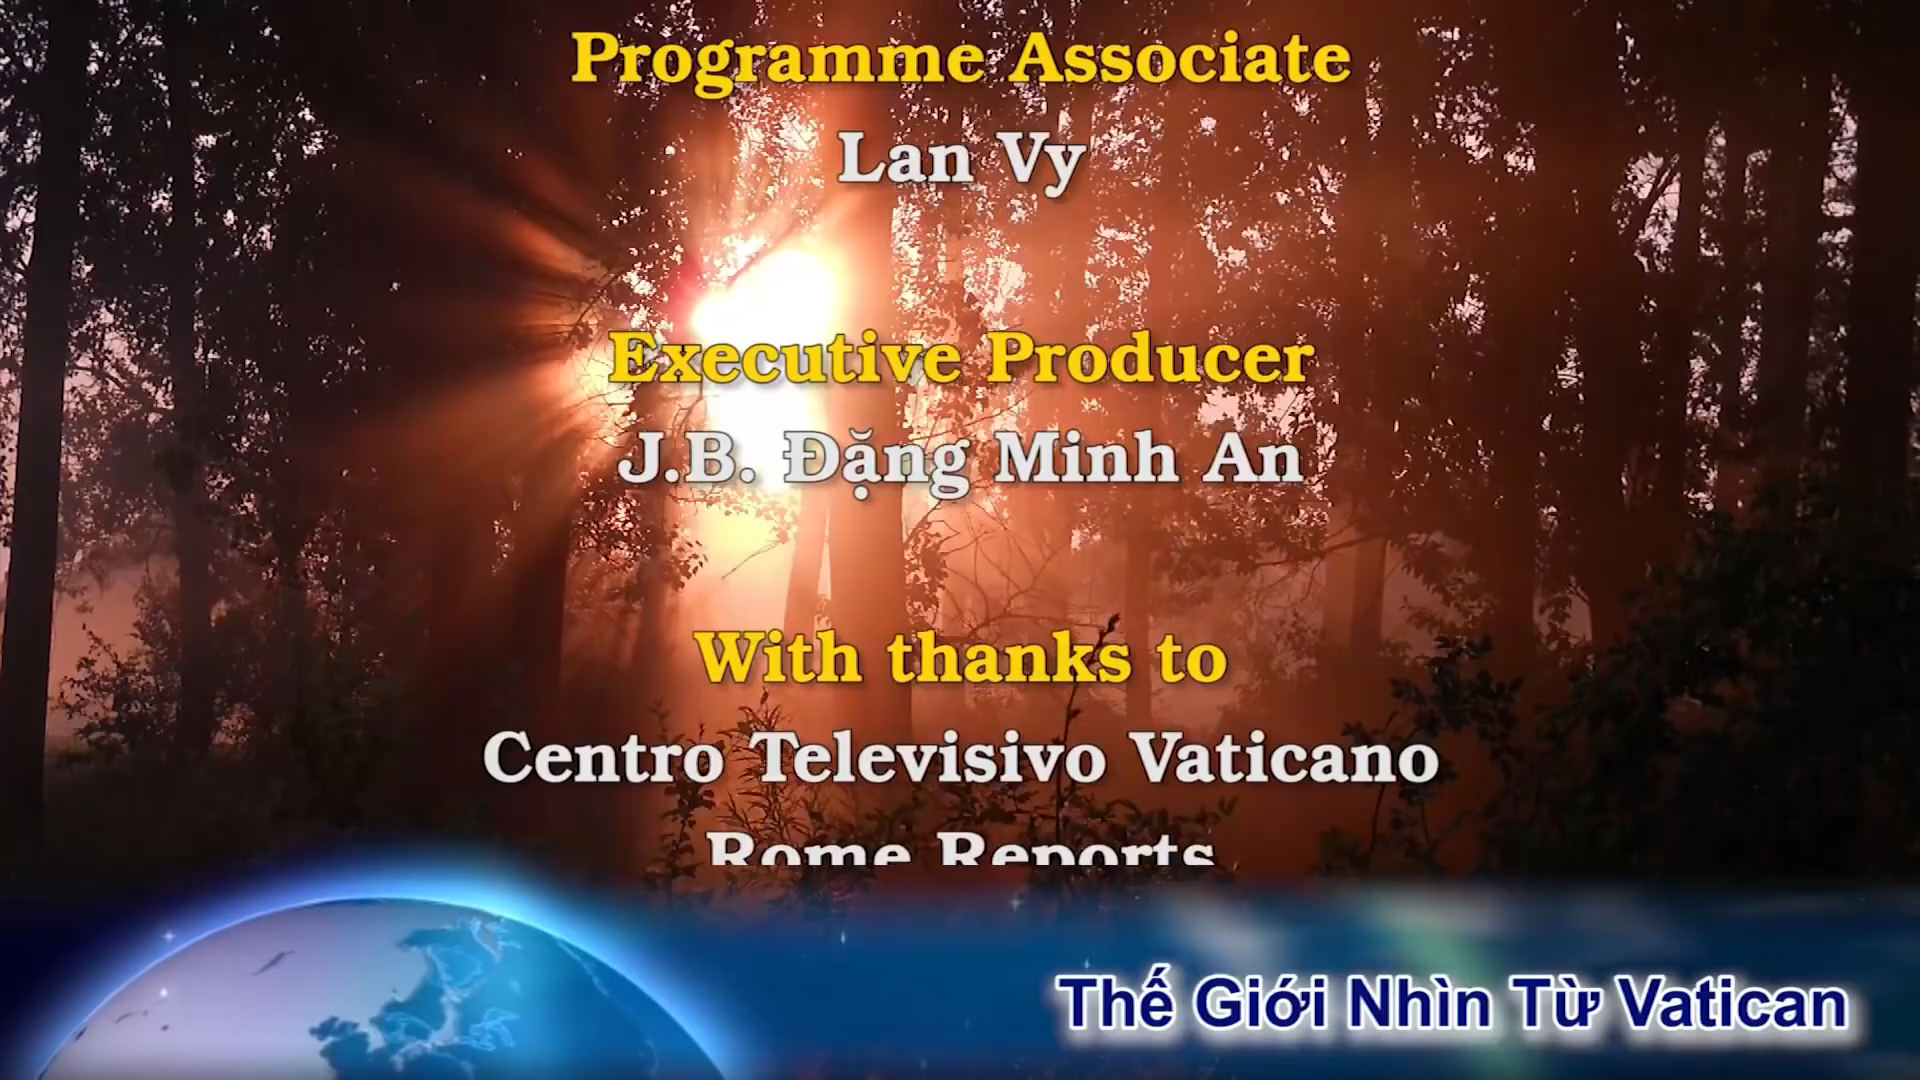 Programme Associate
Lan Vy
Executive Producer
J.B. Đặng Minh An
With thanks to
Centro Televisivo Vaticano
Rome Reports
Thế Giới Nhìn Từ Vatican